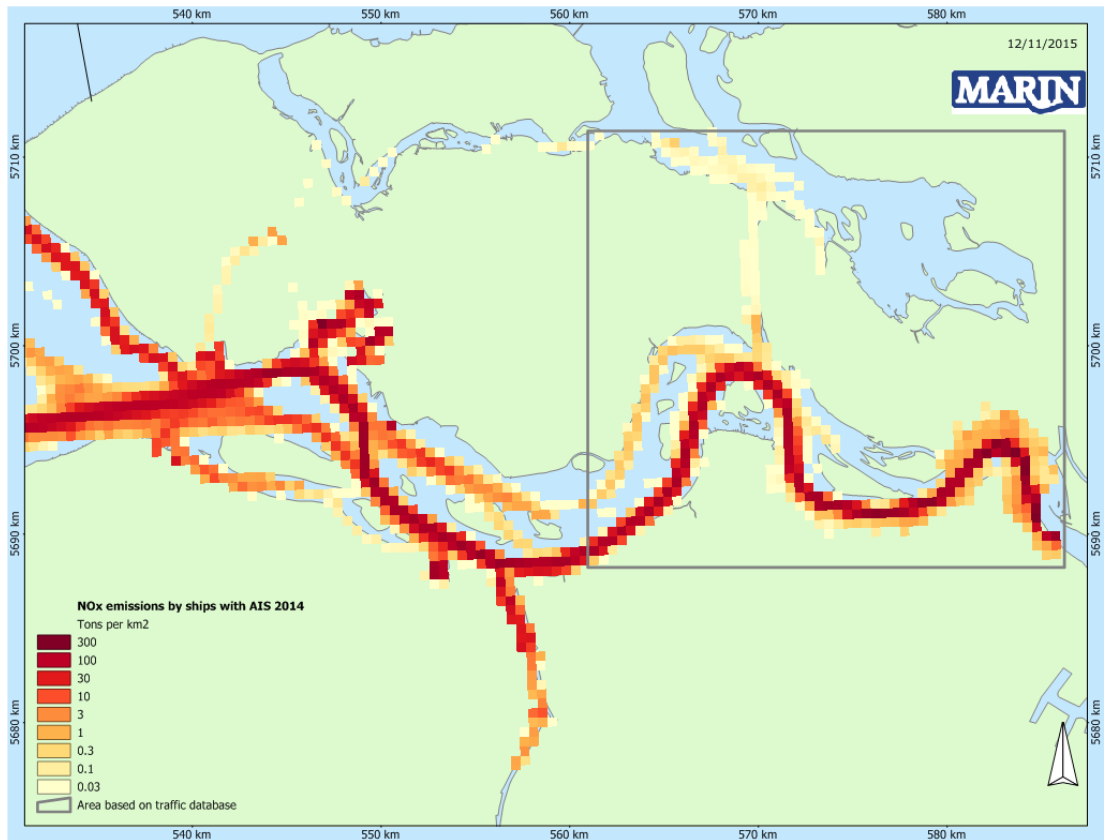 540 km 550 km 560 km 570 km 580 km
12/11/2015
MARIN
5710 km 5710 km
5700 km 5700 km
5690 km 5690 km
5680 km 5680 km
NOx emissions by ships with AIS 2014
Tons per km2
300
100
30
10
3
1
0.3
0.1
0.03
Area based on traffic database
540 km 550 km 560 km 570 km 580 km